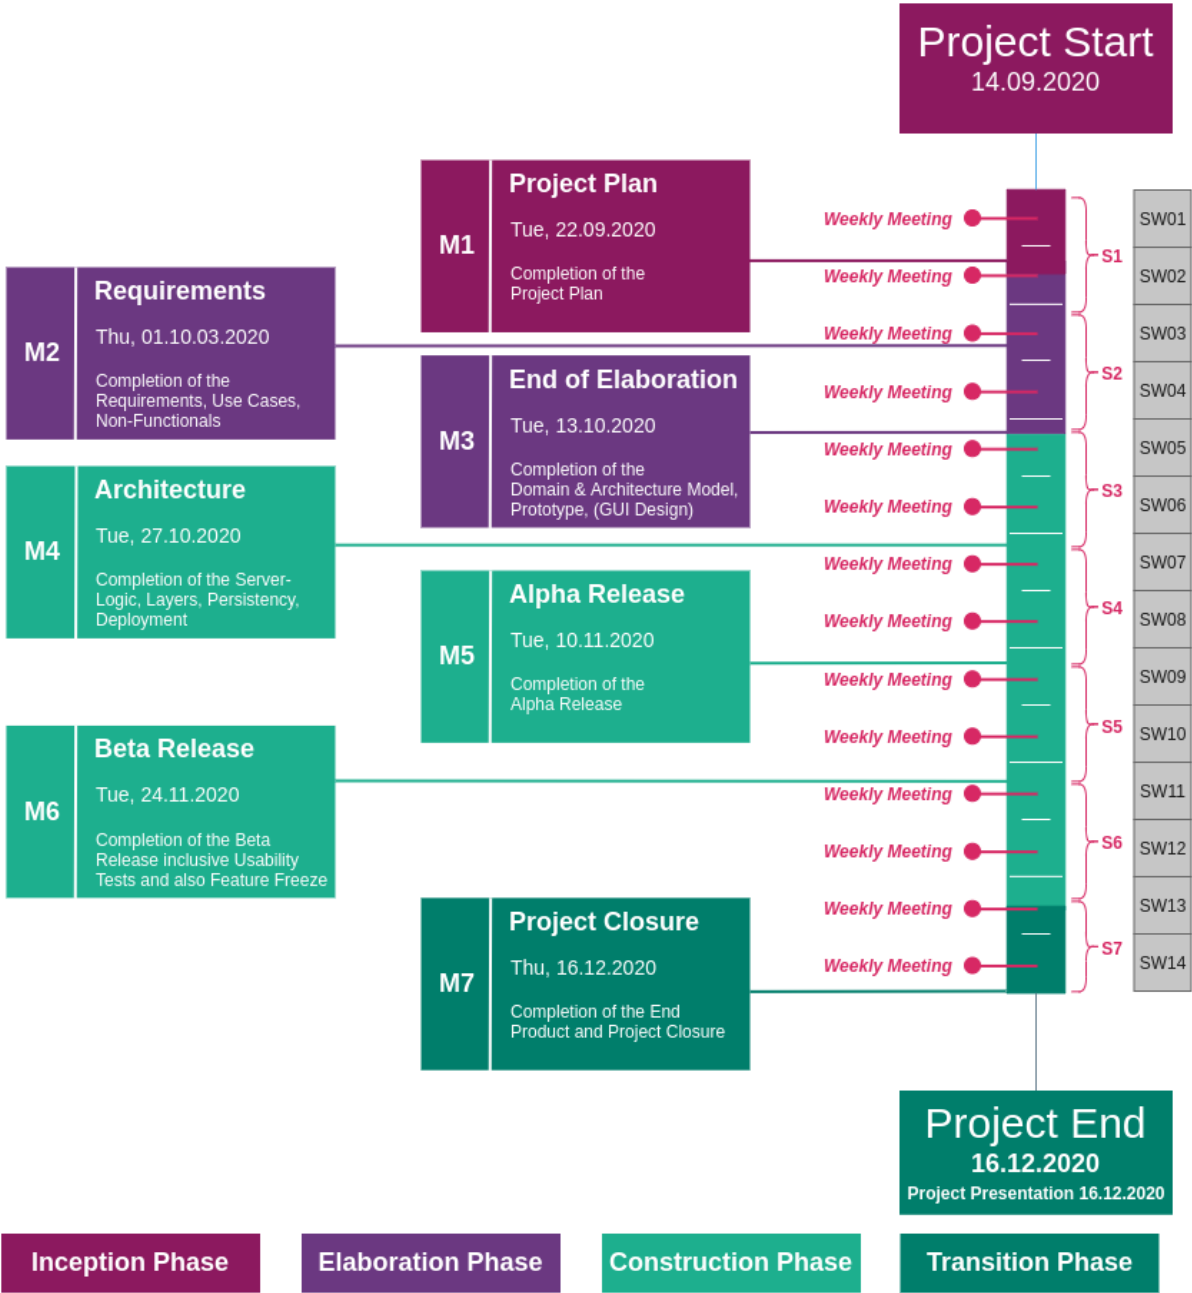 Project Start
14.09.2020
M1
Project Plan
Tue, 22.09.2020
Completion of the
Project Plan
M2
Requirements
Thu, 01.10.03.2020
Completion of the
Requirements, Use Cases,
Non-Functionals
M3
End of Elaboration
Tue, 13.10.2020
Completion of the
Domain & Architecture Model,
Prototype, (GUI Design)
M4
Architecture
Tue, 27.10.2020
Completion of the Server-
Logic, Layers, Persistency,
Deployment
M5
Alpha Release
Tue, 10.11.2020
Completion of the
Alpha Release
M6
Beta Release
Tue, 24.11.2020
Completion of the Beta
Release inclusive Usability
Tests and also Feature Freeze
M7
Project Closure
Thu, 16.12.2020
Completion of the End
Product and Project Closure
Weekly Meeting
Weekly Meeting
Weekly Meeting
Weekly Meeting
Weekly Meeting
Weekly Meeting
Weekly Meeting
Weekly Meeting
Weekly Meeting
Weekly Meeting
Weekly Meeting
Weekly Meeting
Weekly Meeting
Weekly Meeting
S1
S2
S3
S4
S5
S6
S7
SW01
SW02
SW03
SW04
SW05
SW06
SW07
SW08
SW09
SW10
SW11
SW12
SW13
SW14
Project End
16.12.2020
Project Presentation 16.12.2020
Inception Phase
Elaboration Phase
Construction Phase
Transition Phase